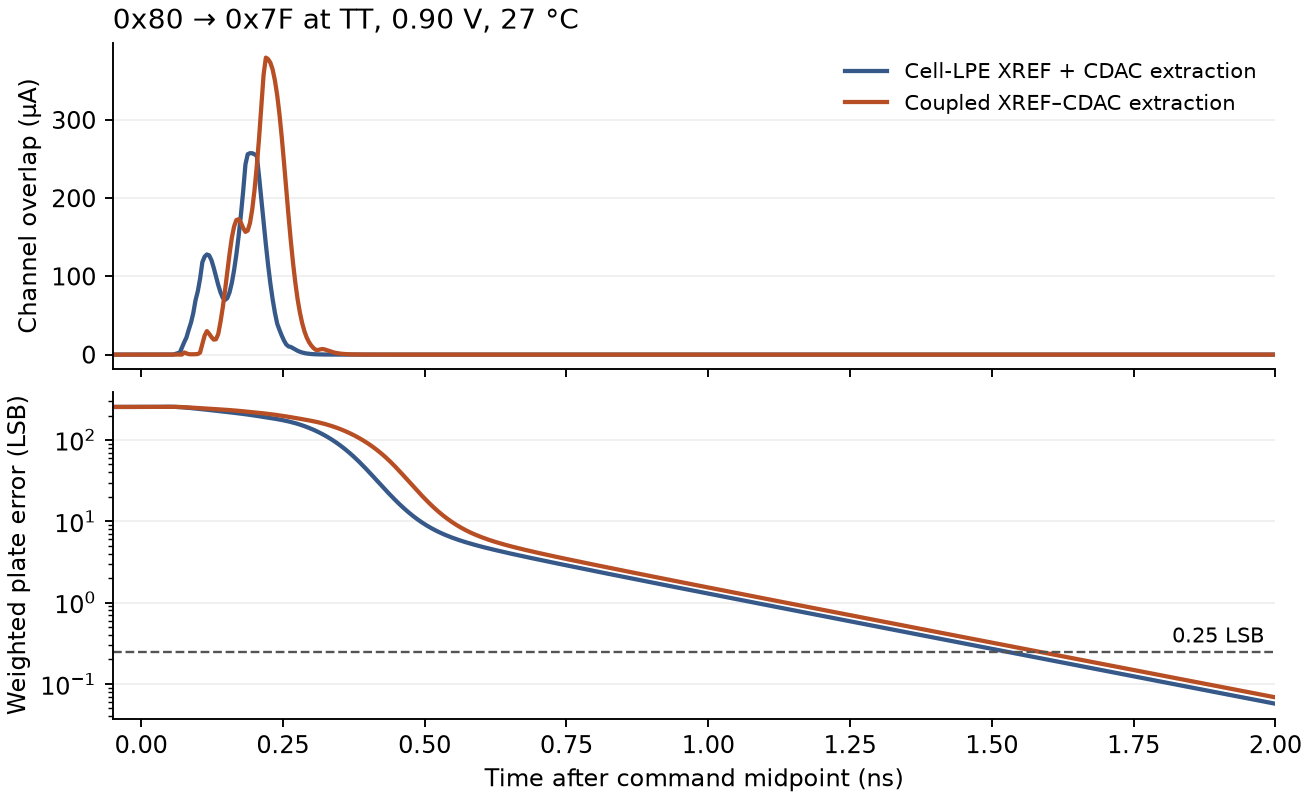 0x80 → 0x7F at TT, 0.90 V, 27 °C
Channel overlap (µA)
300
200
100
0
Cell-LPE XREF + CDAC extraction
Coupled XREF–CDAC extraction
Weighted plate error (LSB)
10²
10¹
10⁰
10⁻¹
0.25 LSB
0.00 0.25 0.50 0.75 1.00 1.25 1.50 1.75 2.00
Time after command midpoint (ns)